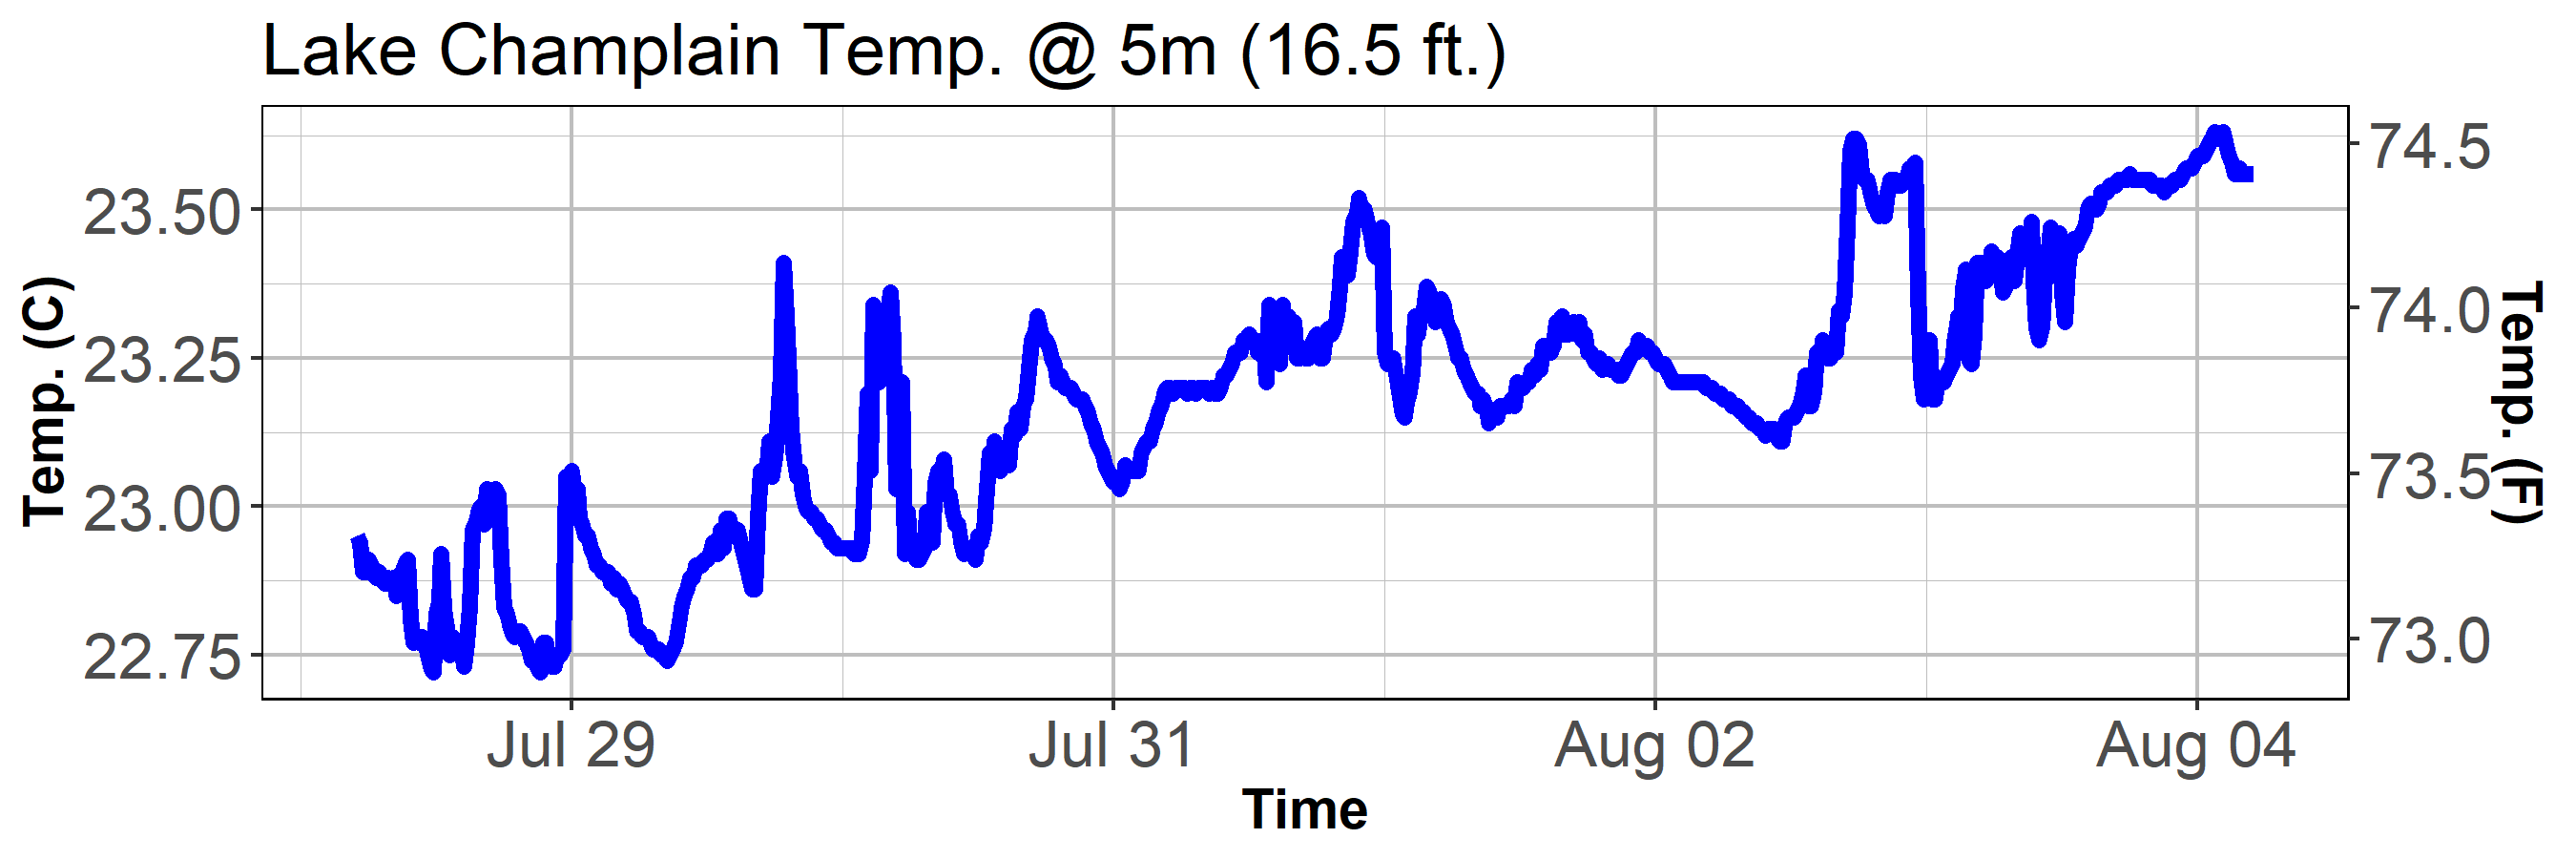 Lake Champlain Temp. @ 5m (16.5 ft.)
Temp. (C)
23.50
23.25
23.00
22.75
74.5
74.0
73.5
73.0
Temp. (F)
Jul 29
Jul 31
Aug 02
Aug 04
Time